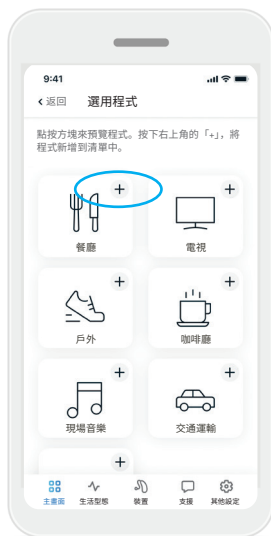 9:41
返回 選用程式
點按方塊來預覽程式。按下右上角的「+」，將
程式新增到清單中。
+ +
餐廳 電視
+ +
戶外 咖啡廳
+ +
現場音樂 交通運輸
+
主畫面 生活型態 裝置 支援 其他設定